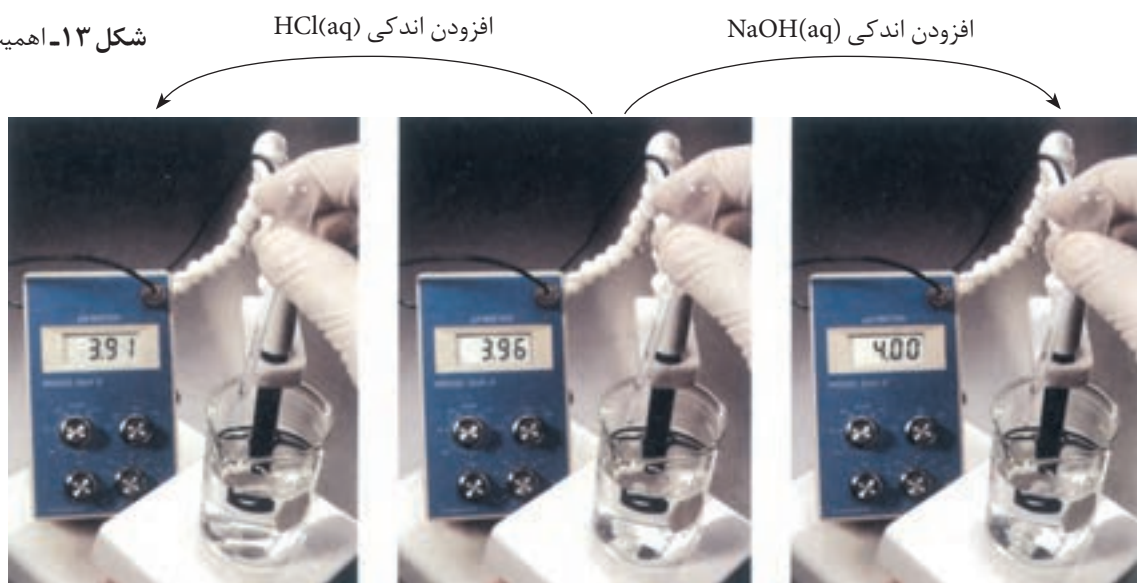 شکل ۱۳ـ اهمیت
افزودن اندکی HCl(aq)
افزودن اندکی NaOH(aq)
3.91
3.96
4.00